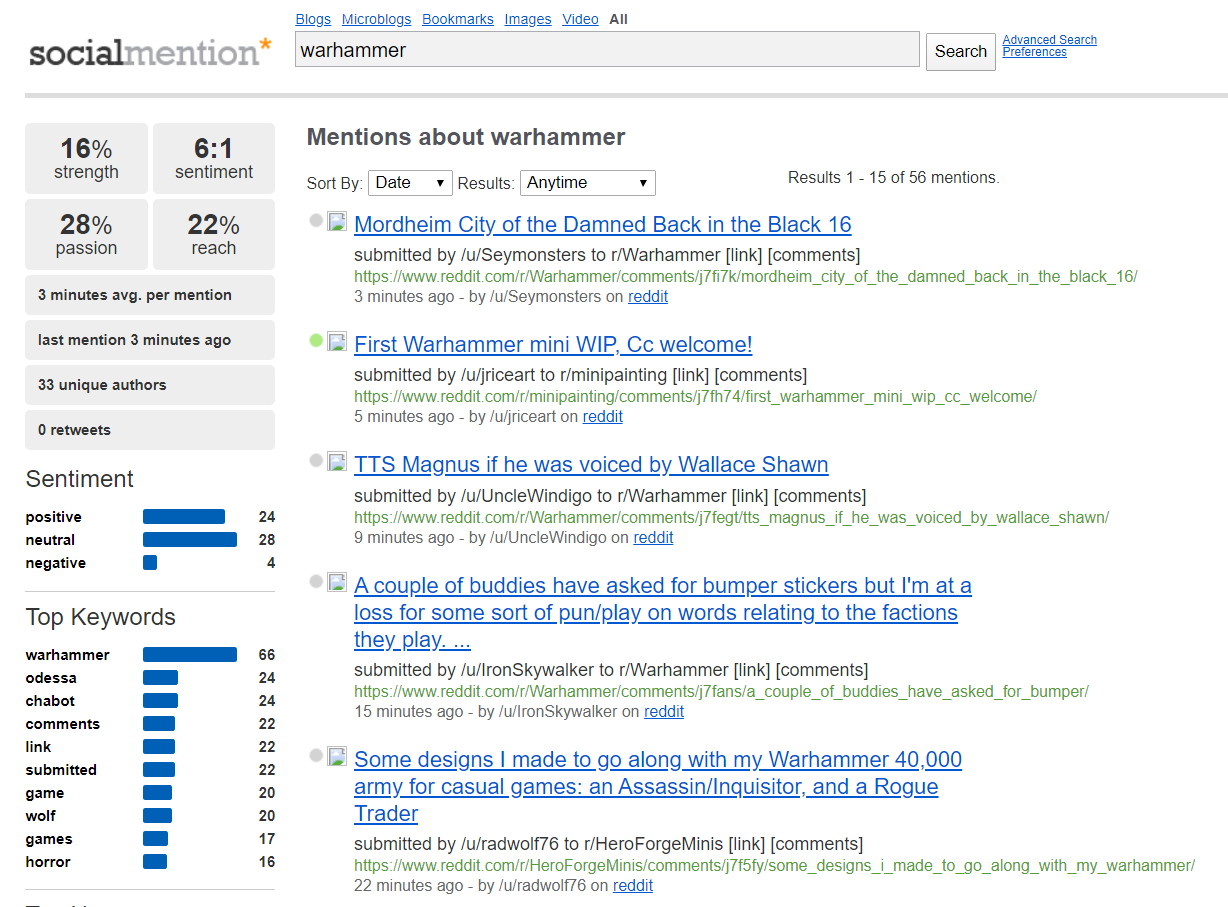 Blogs Microblogs Bookmarks Images Video All
socialmention*
warhammer
Search
Advanced Search
Preferences
16%
strength
6:1
sentiment
28%
passion
22%
reach
3 minutes avg. per mention
last mention 3 minutes ago
33 unique authors
0 retweets
Sentiment
positive 24
neutral 28
negative 4
Top Keywords
warhammer 66
odessa 24
chabot 24
comments 22
link 22
submitted 22
game 20
wolf 20
games 17
horror 16
Mentions about warhammer
Sort By: Date Results: Anytime
Results 1 - 15 of 56 mentions.
Mordheim City of the Damned Back in the Black 16
submitted by /u/Seymonsters to r/Warhammer [link] [comments]
https://www.reddit.com/r/Warhammer/comments/j7fi7k/mordheim_city_of_the_damned_back_in_the_black_16/
3 minutes ago - by /u/Seymonsters on reddit
First Warhammer mini WIP, Cc welcome!
submitted by /u/jriceart to r/minipainting [link] [comments]
https://www.reddit.com/r/minipainting/comments/j7fh74/first_warhammer_mini_wip_cc_welcome/
5 minutes ago - by /u/jriceart on reddit
TTS Magnus if he was voiced by Wallace Shawn
submitted by /u/UncleWindigo to r/Warhammer [link] [comments]
https://www.reddit.com/r/Warhammer/comments/j7fegt/tts_magnus_if_he_was_voiced_by_wallace_shawn/
9 minutes ago - by /u/UncleWindigo on reddit
A couple of buddies have asked for bumper stickers but I'm at a
loss for some sort of pun/play on words relating to the factions
they play. ...
submitted by /u/IronSkywalker to r/Warhammer [link] [comments]
https://www.reddit.com/r/Warhammer/comments/j7fans/a_couple_of_buddies_have_asked_for_bumper/
15 minutes ago - by /u/IronSkywalker on reddit
Some designs I made to go along with my Warhammer 40,000
army for casual games: an Assassin/Inquisitor, and a Rogue
Trader
submitted by /u/radwolf76 to r/HeroForgeMinis [link] [comments]
https://www.reddit.com/r/HeroForgeMinis/comments/j7f5fy/some_designs_i_made_to_go_along_with_my_warhammer/
22 minutes ago - by /u/radwolf76 on reddit